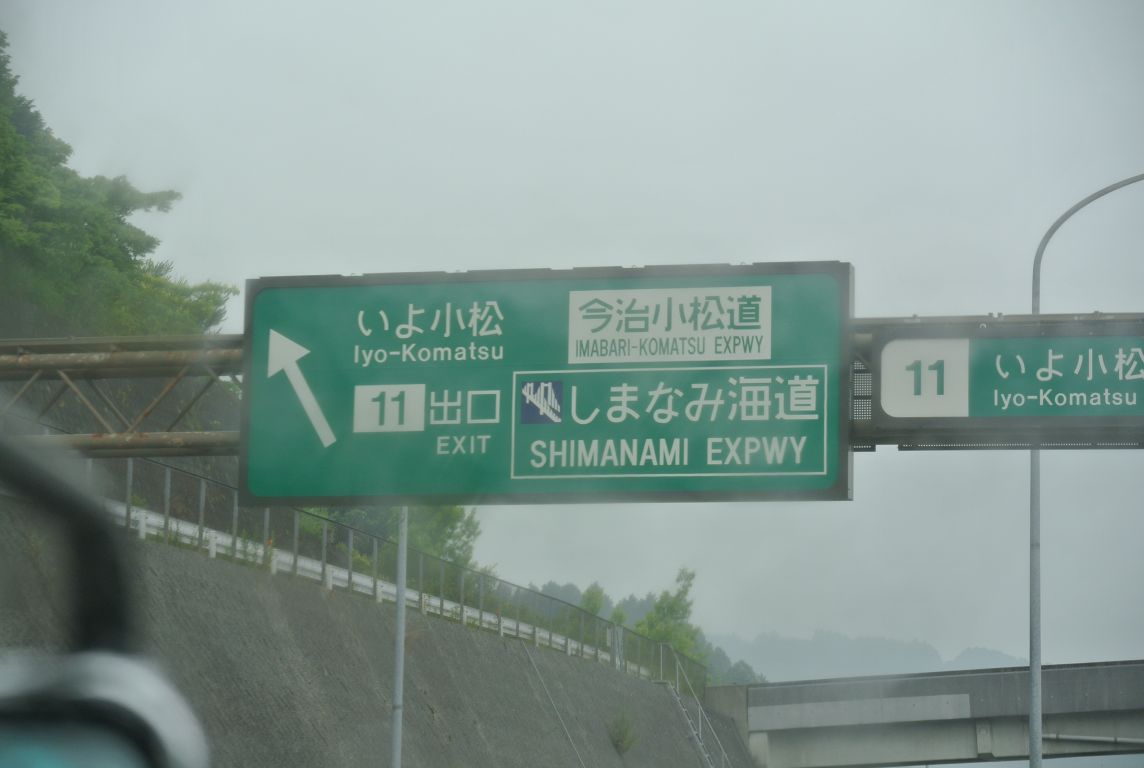 いよ小松
Iyo-Komatsu
11 出口
EXIT
今治小松道
IMABARI-KOMATSU EXPWY
しまなみ海道
SHIMANAMI EXPWY
11
いよ小松
Iyo-Komatsu